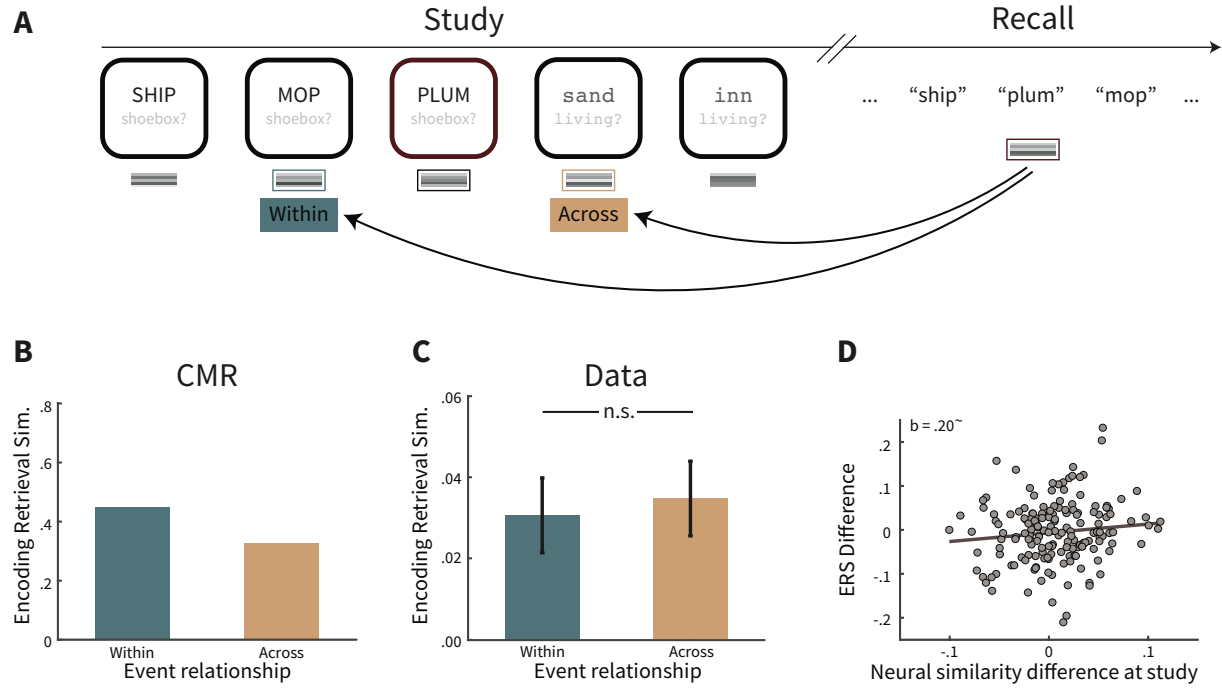 A
Study
Recall
SHIP
shoebox?
MOP
shoebox?
PLUM
shoebox?
sand
living?
inn
living?
... “ship” “plum” “mop” ...
Within
Across
B
CMR
Encoding Retrieval Sim.
.8
.6
.4
.2
0
Within
Across
Event relationship
C
Data
Encoding Retrieval Sim.
.06
.04
.02
.00
n.s.
Within
Across
Event relationship
D
b = .20~
ERS Difference
.2
.1
0
-.1
-.2
-.1
0
.1
Neural similarity difference at study